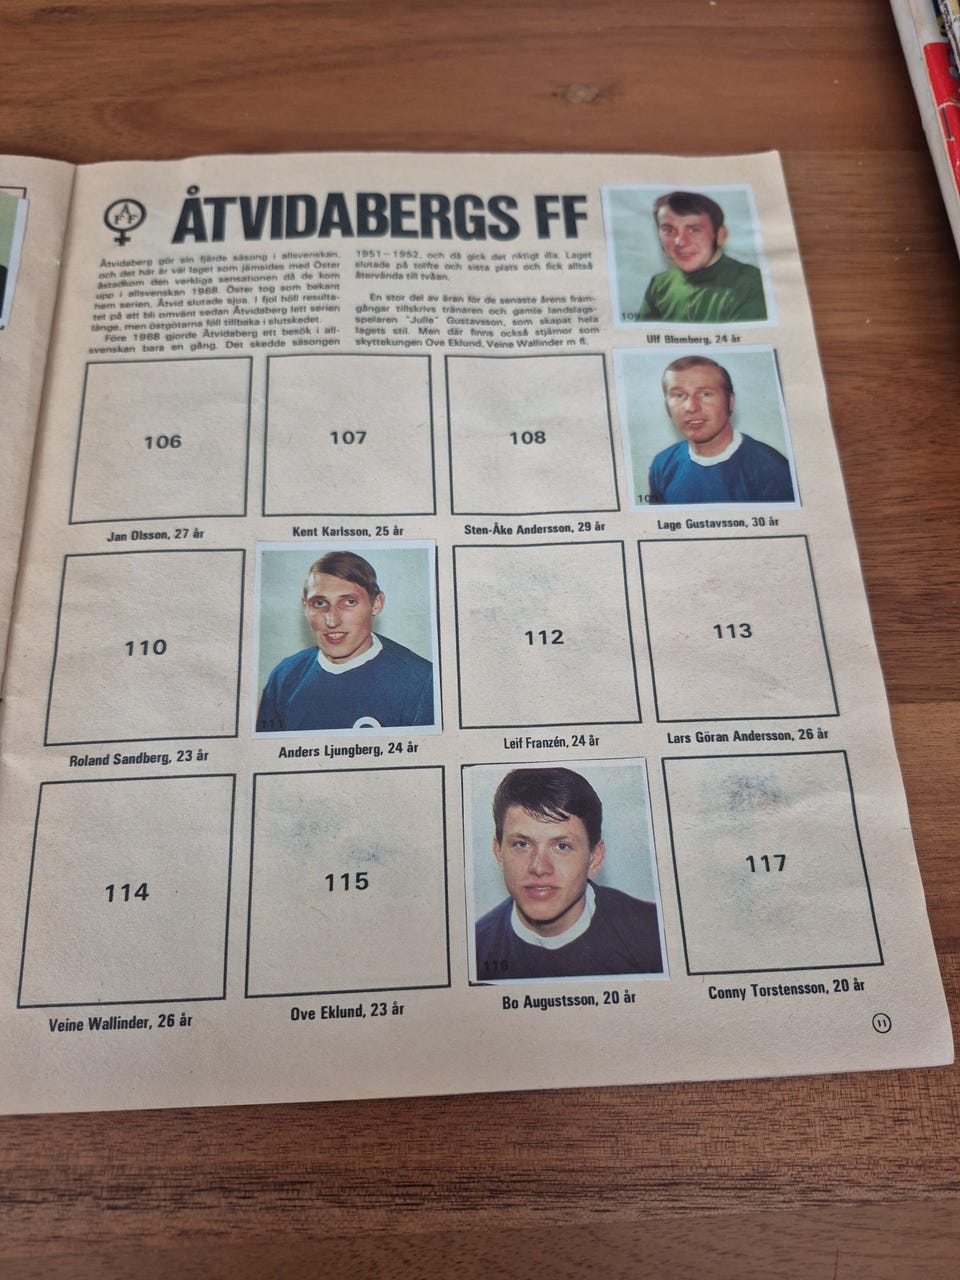 AFF
ÅTVIDABERGS FF
Åtvidaberg gör sin fjärde säsong i allsvenskan,
och det här är väl laget som jämsides med Öster
åstadkom den verkliga sensationen då de kom
upp i allsvenskan 1968. Öster tog som bekant
hem serien, Åtvid slutade sjua. I fjol höll resulta-
tet på att bli omvänt sedan Åtvidaberg lett serien
länge, men östgötarna föll tillbaka i slutskedet.
Före 1968 gjorde Åtvidaberg ett besök i all-
svenskan bara en gång. Det skedde säsongen
1951—1952, och då gick det riktigt illa. Laget
slutade på tolfte och sista plats och fick alltså
återvända till tvåan.
En stor del av äran för de senaste årens fram-
gångar tillskrivs tränaren och gamle landslags-
spelaren "Julle" Gustavsson, som skapat hela
lagets stil. Men där finns också stjärnor som
skyttekungen Ove Eklund, Veine Wallinder m fl.
Ulf Blomberg, 24 år
106
107
108
109
Jan Olsson, 27 år
Kent Karlsson, 25 år
Sten-Åke Andersson, 29 år
Lage Gustavsson, 30 år
110
112
113
Roland Sandberg, 23 år
Anders Ljungberg, 24 år
Leif Franzén, 24 år
Lars Göran Andersson, 26 år
114
115
116
117
Veine Wallinder, 26 år
Ove Eklund, 23 år
Bo Augustsson, 20 år
Conny Torstensson, 20 år
11